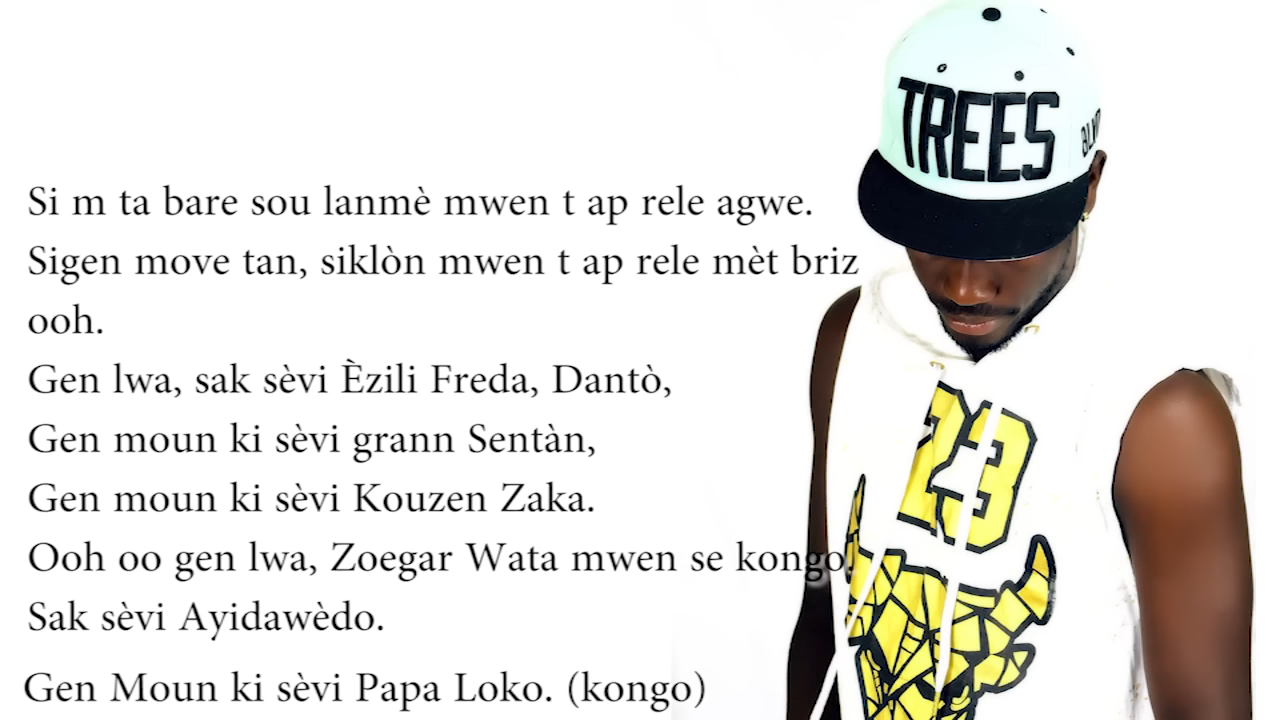 TREES
BLVD
Si m ta bare sou lanmè mwen t ap rele agwe.
Sigen move tan, siklòn mwen t ap rele mèt briz
ooh.
Gen lwa, sak sèvi Èzili Freda, Dantò,
Gen moun ki sèvi grann Sentàn,
Gen moun ki sèvi Kouzen Zaka.
Ooh oo gen lwa, Zoegar Wata mwen se kongo!
Sak sèvi Ayidawèdo.
Gen Moun ki sèvi Papa Loko. (kongo)
23